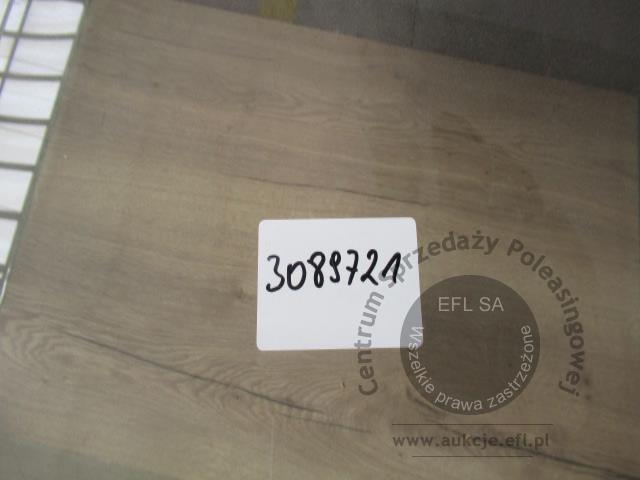 3089721
Centrum Sprzedaży Poleasingowej
EFL SA
Wszelkie prawa zastrzeżone
www.aukcje.efl.pl